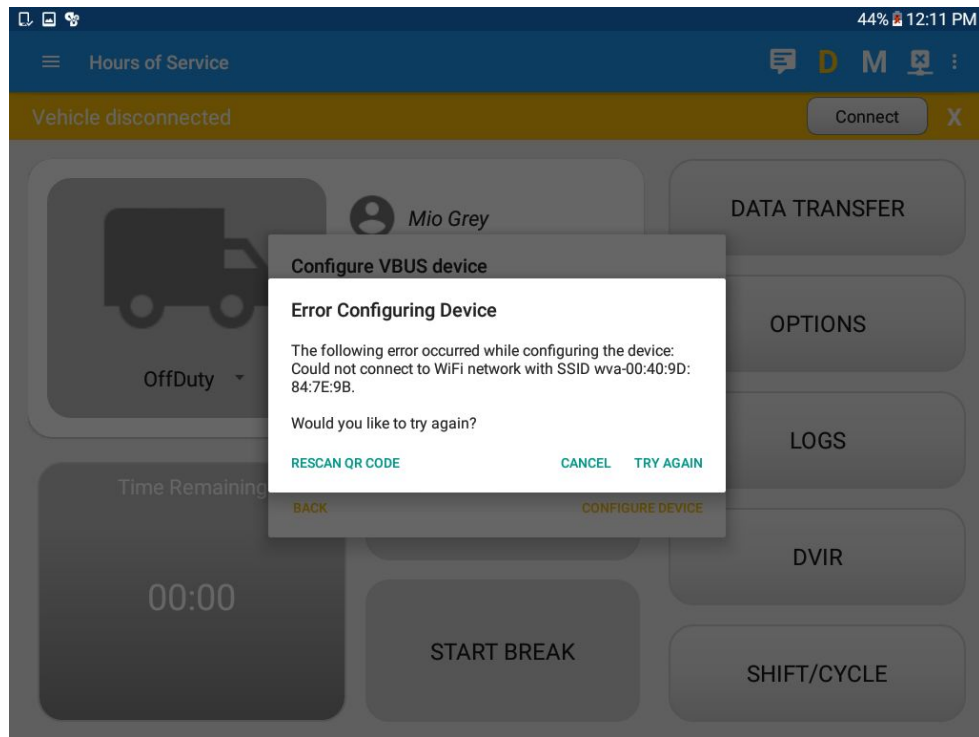 44% 12:11 PM
Hours of Service
D M
Vehicle disconnected
Connect X
Mio Grey
OffDuty
DATA TRANSFER
OPTIONS
LOGS
DVIR
SHIFT/CYCLE
Configure VBUS device
Error Configuring Device
The following error occurred while configuring the device:
Could not connect to WiFi network with SSID wva-00:40:9D:
84:7E:9B.
Would you like to try again?
RESCAN QR CODE CANCEL TRY AGAIN
BACK CONFIGURE DEVICE
Time Remaining
00:00
START BREAK